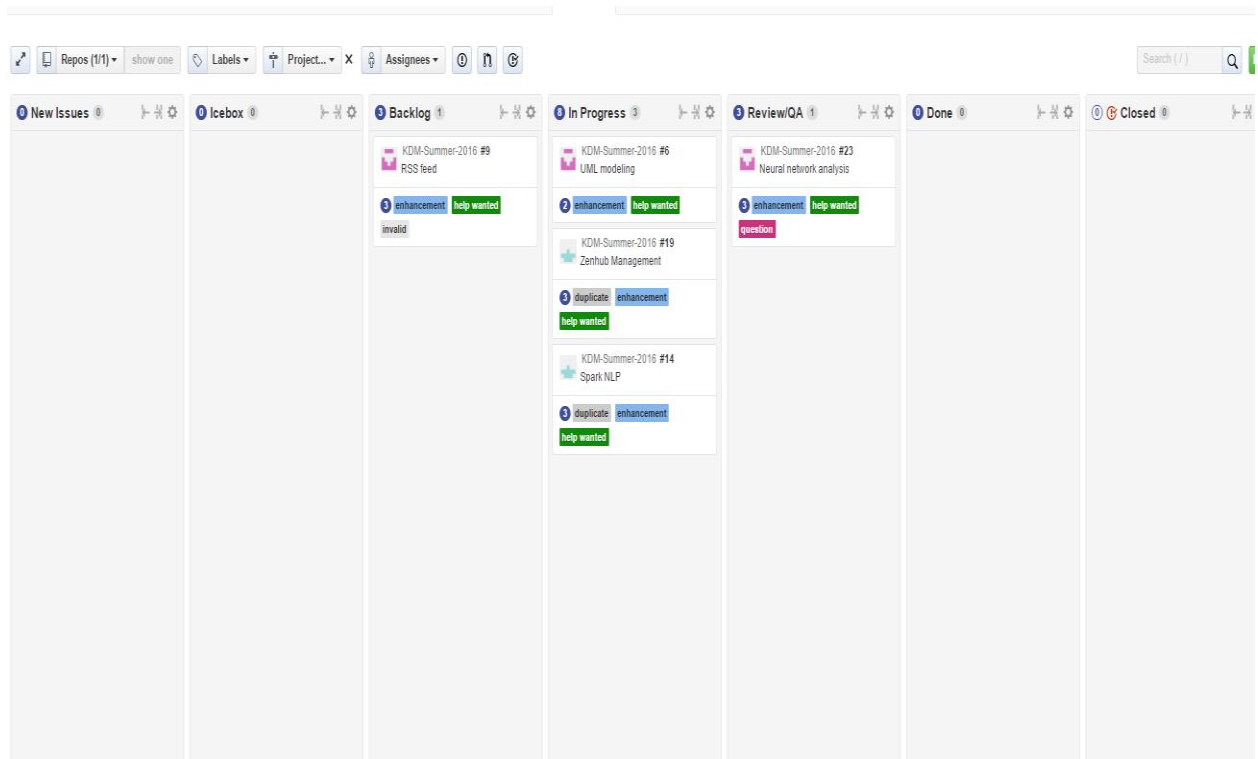 Repos (1/1) show one Labels Project... X Assignees Search ( / )
0 New Issues 0
0 Icebox 0
3 Backlog 1
KDM-Summer-2016 #9
RSS feed
3 enhancement help wanted
invalid
8 In Progress 3
KDM-Summer-2016 #6
UML modeling
2 enhancement help wanted
KDM-Summer-2016 #19
Zenhub Management
3 duplicate enhancement
help wanted
KDM-Summer-2016 #14
Spark NLP
3 duplicate enhancement
help wanted
3 Review/QA 1
KDM-Summer-2016 #23
Neural network analysis
3 enhancement help wanted
question
0 Done 0
0 Closed 0